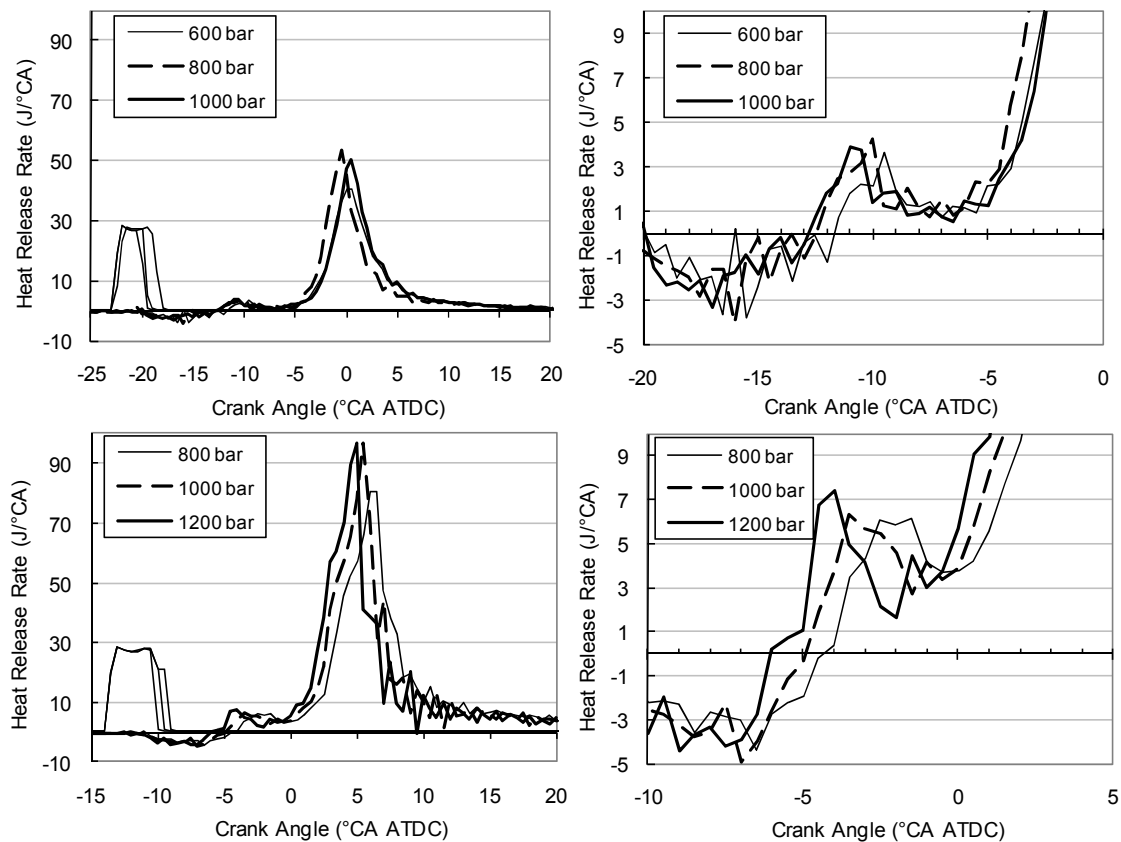 600 bar
800 bar
1000 bar
Heat Release Rate (J/°CA)
90
70
50
30
10
-10
-25 -20 -15 -10 -5 0 5 10 15 20
Crank Angle (°CA ATDC)
600 bar
800 bar
1000 bar
Heat Release Rate (J/°CA)
9
7
5
3
1
-1
-3
-5
-20 -15 -10 -5 0
Crank Angle (°CA ATDC)
800 bar
1000 bar
1200 bar
Heat Release Rate (J/°CA)
90
70
50
30
10
-10
-15 -10 -5 0 5 10 15 20
Crank Angle (°CA ATDC)
800 bar
1000 bar
1200 bar
Heat Release Rate (J/°CA)
9
7
5
3
1
-1
-3
-5
-10 -5 0 5
Crank Angle (°CA ATDC)